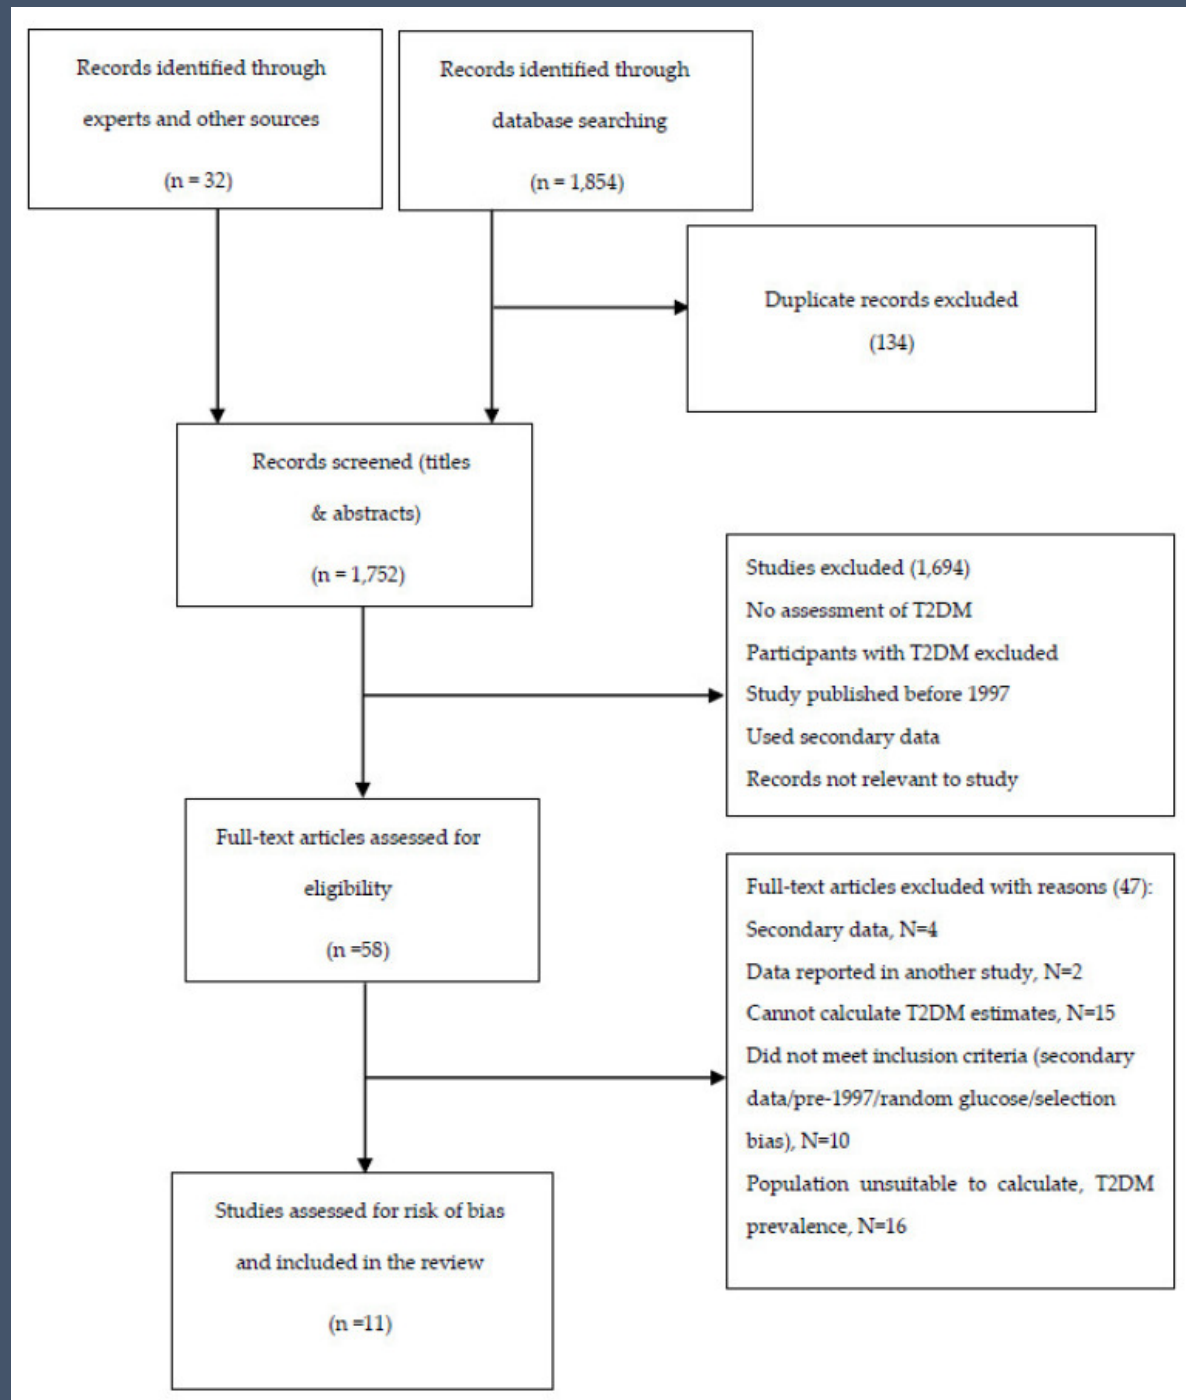 Records identified through
experts and other sources
(n = 32)
Records identified through
database searching
(n = 1,854)
Duplicate records excluded
(134)
Records screened (titles
& abstracts)
(n = 1,752)
Studies excluded (1,694)
No assessment of T2DM
Participants with T2DM excluded
Study published before 1997
Used secondary data
Records not relevant to study
Full-text articles assessed for
eligibility
(n =58)
Full-text articles excluded with reasons (47):
Secondary data, N=4
Data reported in another study, N=2
Cannot calculate T2DM estimates, N=15
Did not meet inclusion criteria (secondary
data/pre-1997/random glucose/selection
bias), N=10
Population unsuitable to calculate, T2DM
prevalence, N=16
Studies assessed for risk of bias
and included in the review
(n =11)